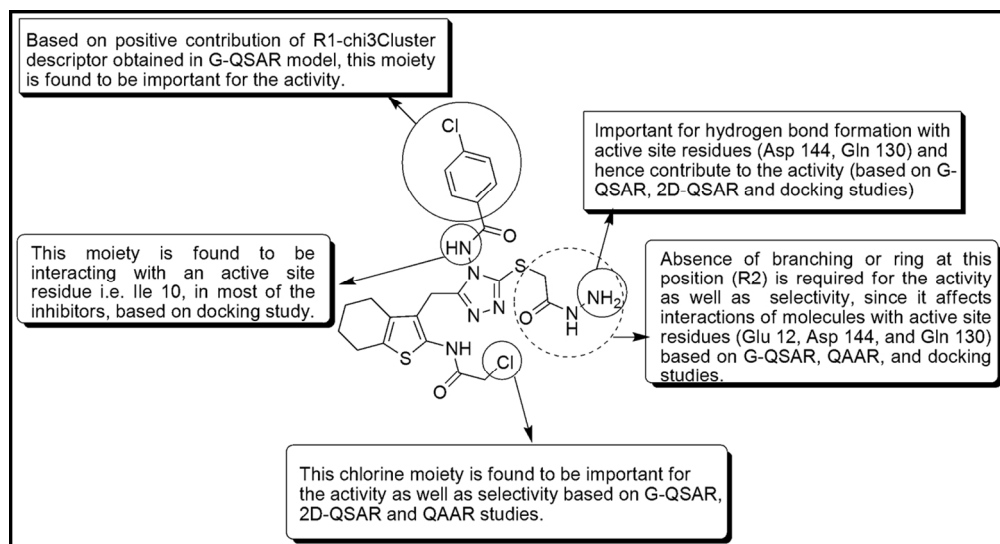 Based on positive contribution of R1-chi3Cluster
descriptor obtained in G-QSAR model, this moiety
is found to be important for the activity.
Cl
Important for hydrogen bond formation with
active site residues (Asp 144, Gln 130) and
hence contribute to the activity (based on G-
QSAR, 2D-QSAR and docking studies)
This moiety is found to be
interacting with an active site
residue i.e. Ile 10, in most of the
inhibitors, based on docking study.
HN
O
N
S
N
N
O
N
H
NH2
Absence of branching or ring at this
position (R2) is required for the activity
as well as selectivity, since it affects
interactions of molecules with active site
residues (Glu 12, Asp 144, and Gln 130)
based on G-QSAR, QAAR, and docking
studies.
S
NH
O
Cl
This chlorine moiety is found to be important for
the activity as well as selectivity based on G-QSAR,
2D-QSAR and QAAR studies.